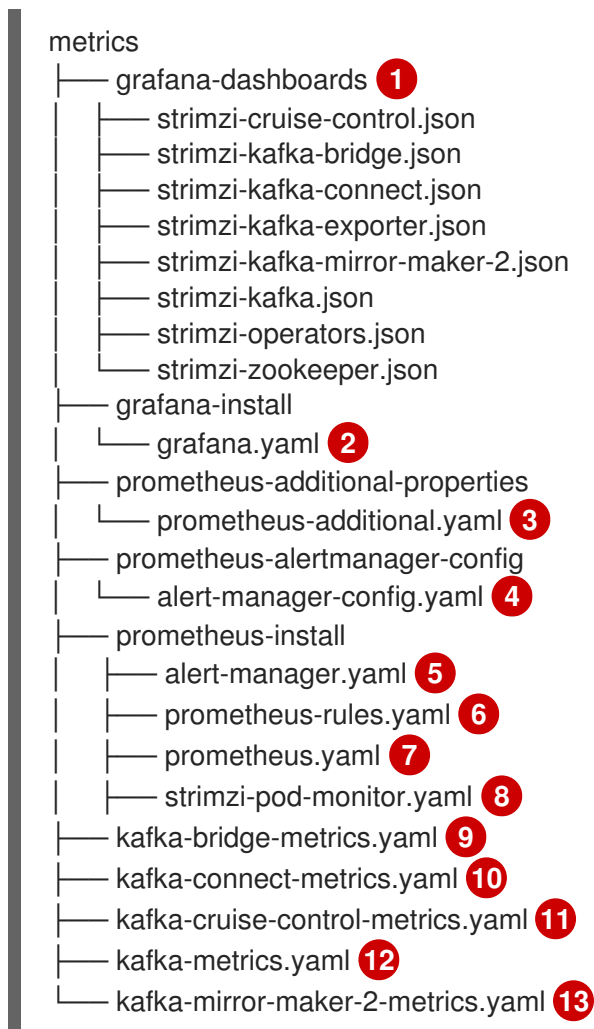 metrics
├── grafana-dashboards 1
│   ├── strimzi-cruise-control.json
│   ├── strimzi-kafka-bridge.json
│   ├── strimzi-kafka-connect.json
│   ├── strimzi-kafka-exporter.json
│   ├── strimzi-kafka-mirror-maker-2.json
│   ├── strimzi-kafka.json
│   ├── strimzi-operators.json
│   └── strimzi-zookeeper.json
├── grafana-install
│   └── grafana.yaml 2
├── prometheus-additional-properties
│   └── prometheus-additional.yaml 3
├── prometheus-alertmanager-config
│   └── alert-manager-config.yaml 4
├── prometheus-install
│   ├── alert-manager.yaml 5
│   ├── prometheus-rules.yaml 6
│   ├── prometheus.yaml 7
│   ├── strimzi-pod-monitor.yaml 8
├── kafka-bridge-metrics.yaml 9
├── kafka-connect-metrics.yaml 10
├── kafka-cruise-control-metrics.yaml 11
├── kafka-metrics.yaml 12
└── kafka-mirror-maker-2-metrics.yaml 13